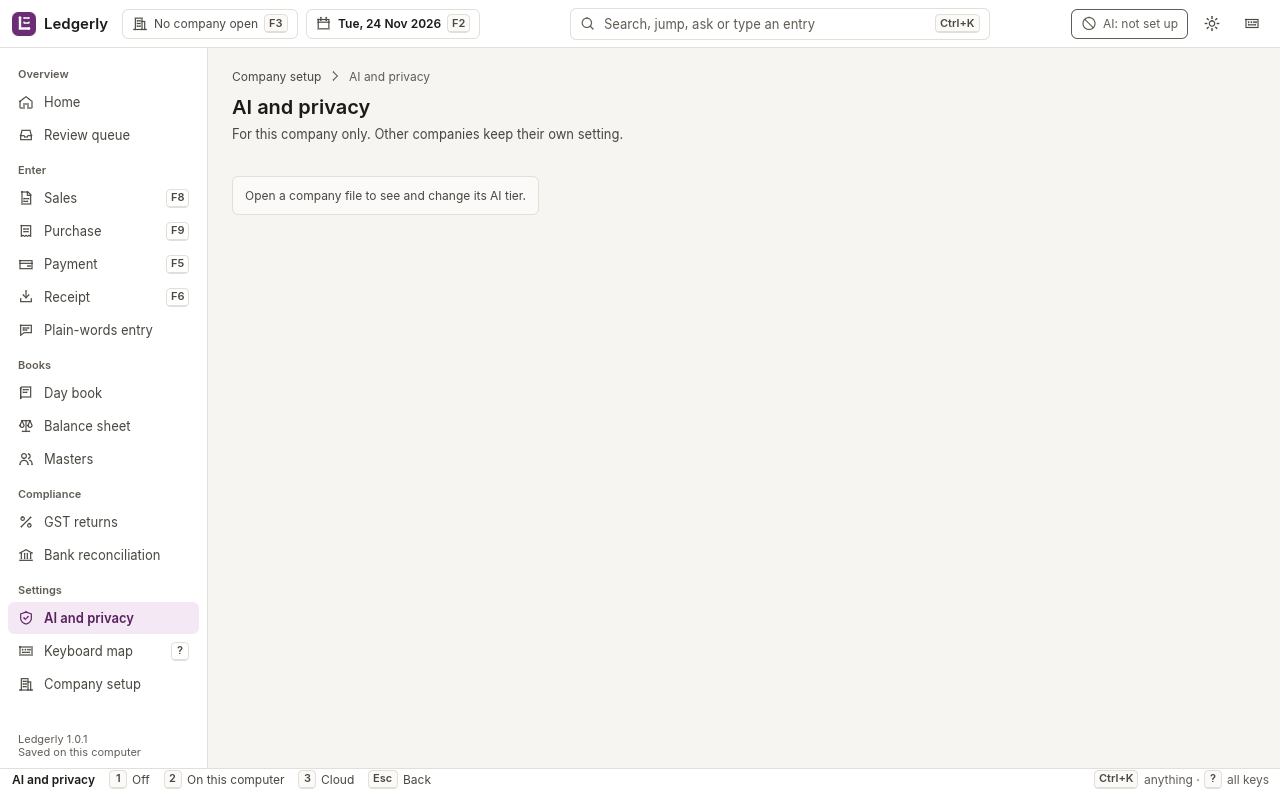 Ledgerly
No company open F3
Tue, 24 Nov 2026 F2
Search, jump, ask or type an entry Ctrl+K
AI: not set up
Overview
Home
Review queue
Enter
Sales F8
Purchase F9
Payment F5
Receipt F6
Plain-words entry
Books
Day book
Balance sheet
Masters
Compliance
GST returns
Bank reconciliation
Settings
AI and privacy
Keyboard map ?
Company setup
Ledgerly 1.0.1
Saved on this computer
Company setup AI and privacy
AI and privacy
For this company only. Other companies keep their own setting.
Open a company file to see and change its AI tier.
AI and privacy 1 Off 2 On this computer 3 Cloud Esc Back
Ctrl+K anything · ? all keys